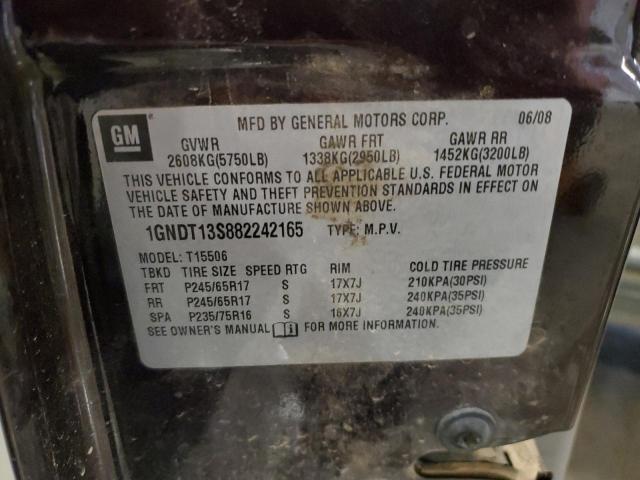 GM
MFD BY GENERAL MOTORS CORP. 06/08
GVWR GAWR FRT GAWR RR
2608KG(5750LB) 1338KG(2950LB) 1452KG(3200LB)
THIS VEHICLE CONFORMS TO ALL APPLICABLE U.S. FEDERAL MOTOR
VEHICLE SAFETY AND THEFT PREVENTION STANDARDS IN EFFECT ON
THE DATE OF MANUFACTURE SHOWN ABOVE.
1GNDT13S882242165 TYPE: M.P.V.
MODEL: T15506
TBKD TIRE SIZE SPEED RTG RIM COLD TIRE PRESSURE
FRT P245/65R17 S 17X7J 210KPA(30PSI)
RR P245/65R17 S 17X7J 240KPA(35PSI)
SPA P235/75R16 S 16X7J 240KPA(35PSI)
SEE OWNER'S MANUAL FOR MORE INFORMATION.